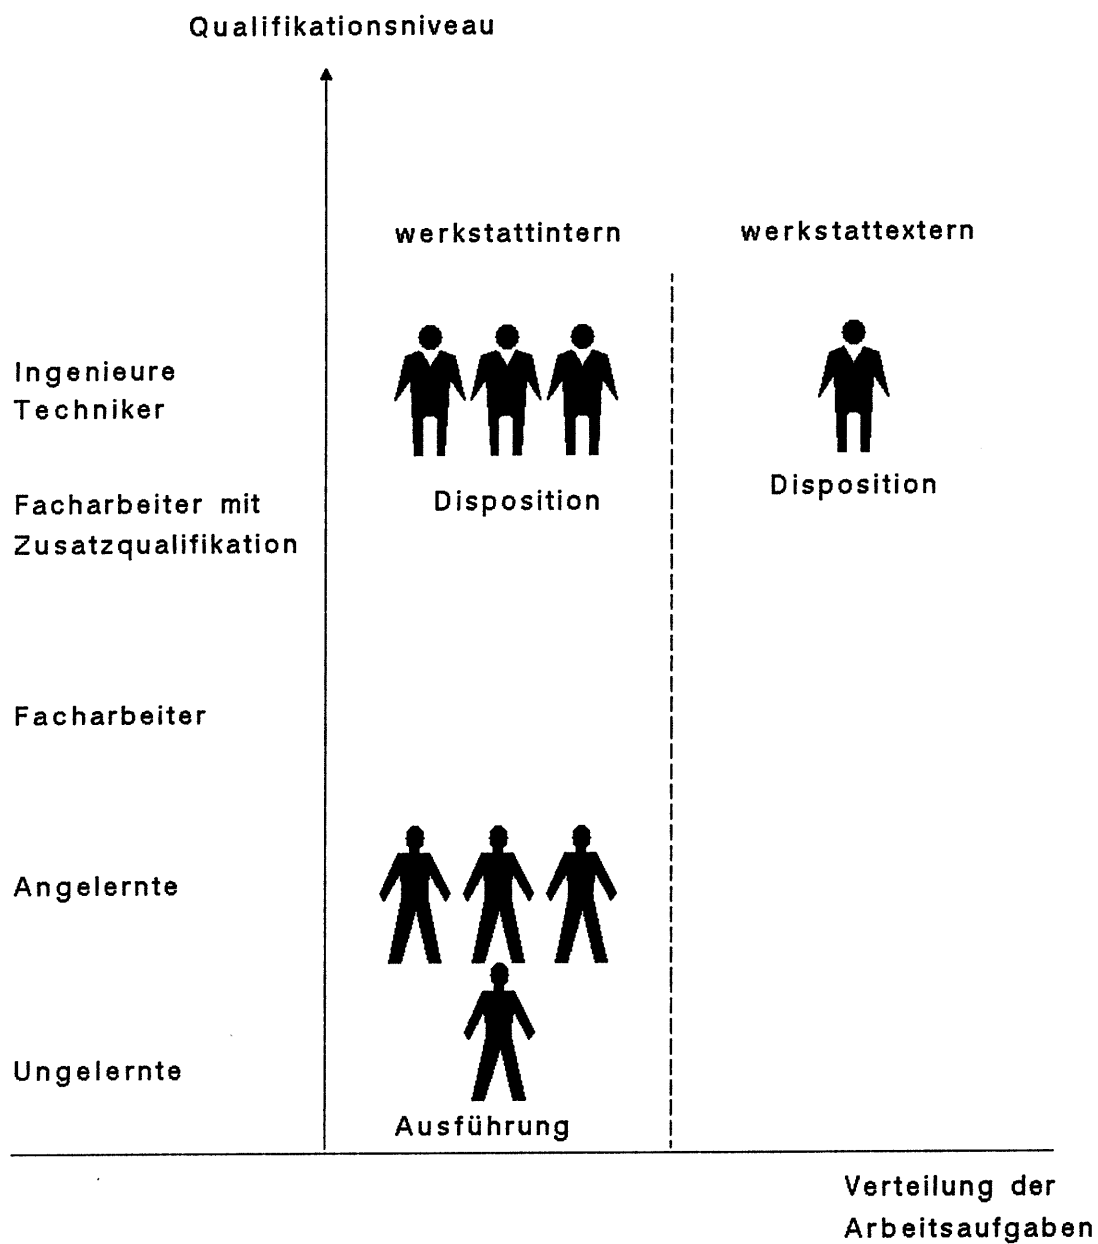 Qualifikationsniveau
werkstattintern
werkstattextern
Ingenieure
Techniker
Disposition
Disposition
Facharbeiter mit
Zusatzqualifikation
Facharbeiter
Angelernte
Ungelernte
Ausführung
Verteilung der
Arbeitsaufgaben